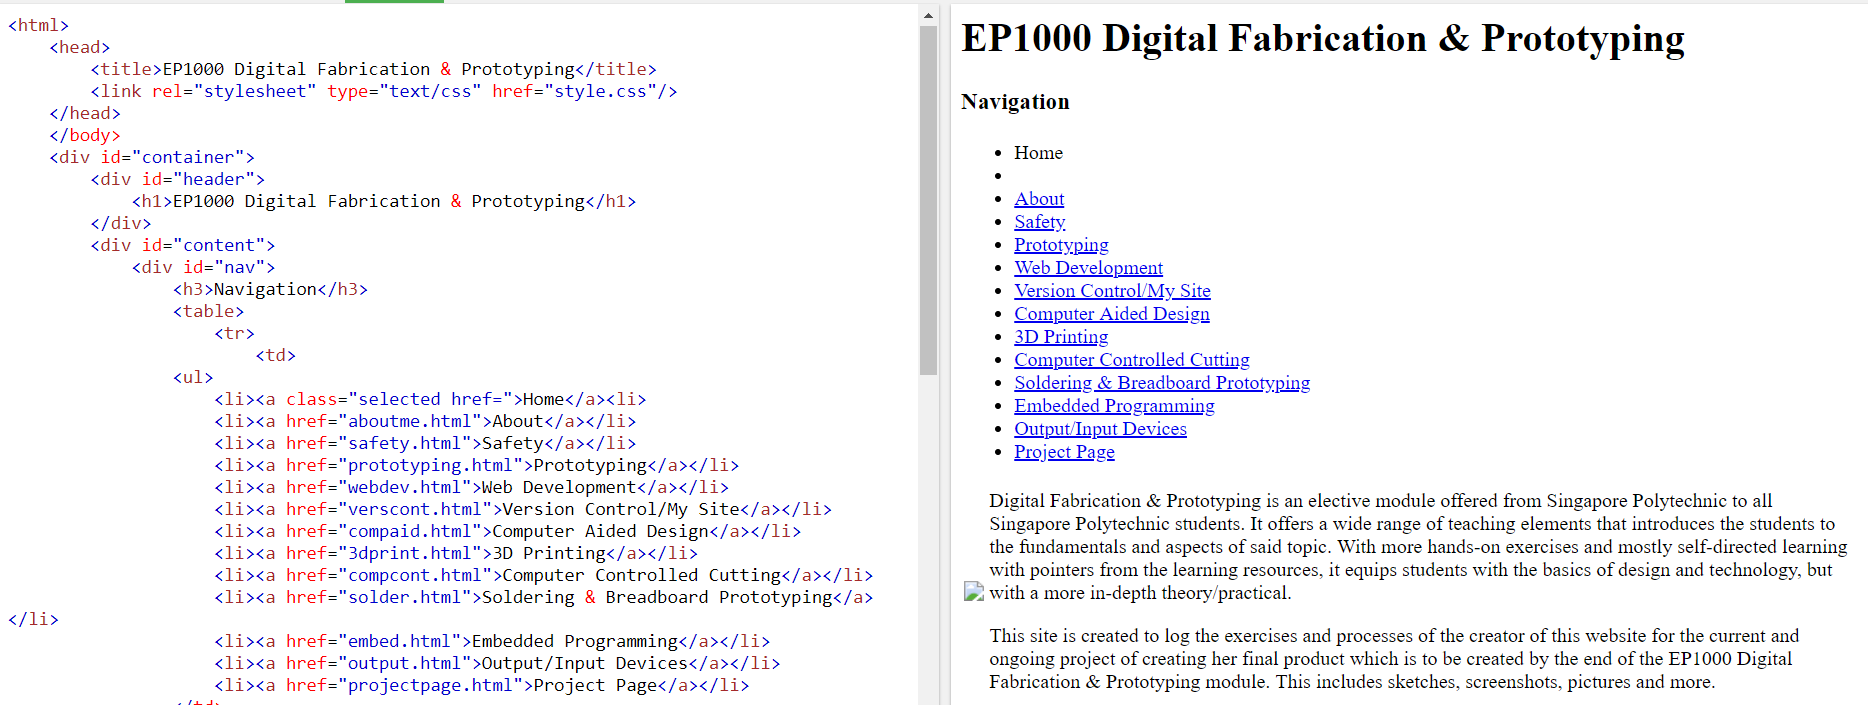 <html>
<head>
<title>EP1000 Digital Fabrication & Prototyping</title>
<link rel="stylesheet" type="text/css" href="style.css"/>
</head>
</body>
<div id="container">
<div id="header">
<h1>EP1000 Digital Fabrication & Prototyping</h1>
</div>
<div id="content">
<div id="nav">
<h3>Navigation</h3>
<table>
<tr>
<td>
<ul>
<li><a class="selected href=">Home</a><li>
<li><a href="aboutme.html">About</a></li>
<li><a href="safety.html">Safety</a></li>
<li><a href="prototyping.html">Prototyping</a></li>
<li><a href="webdev.html">Web Development</a></li>
<li><a href="verscont.html">Version Control/My Site</a></li>
<li><a href="compaid.html">Computer Aided Design</a></li>
<li><a href="3dprint.html">3D Printing</a></li>
<li><a href="compcont.html">Computer Controlled Cutting</a></li>
<li><a href="solder.html">Soldering & Breadboard Prototyping</a>
</li>
<li><a href="embed.html">Embedded Programming</a></li>
<li><a href="output.html">Output/Input Devices</a></li>
<li><a href="projectpage.html">Project Page</a></li>
EP1000 Digital Fabrication & Prototyping
Navigation
Home
About
Safety
Prototyping
Web Development
Version Control/My Site
Computer Aided Design
3D Printing
Computer Controlled Cutting
Soldering & Breadboard Prototyping
Embedded Programming
Output/Input Devices
Project Page
Digital Fabrication & Prototyping is an elective module offered from Singapore Polytechnic to all
Singapore Polytechnic students. It offers a wide range of teaching elements that introduces the students to
the fundamentals and aspects of said topic. With more hands-on exercises and mostly self-directed learning
with pointers from the learning resources, it equips students with the basics of design and technology, but
with a more in-depth theory/practical.
This site is created to log the exercises and processes of the creator of this website for the current and
ongoing project of creating her final product which is to be created by the end of the EP1000 Digital
Fabrication & Prototyping module. This includes sketches, screenshots, pictures and more.